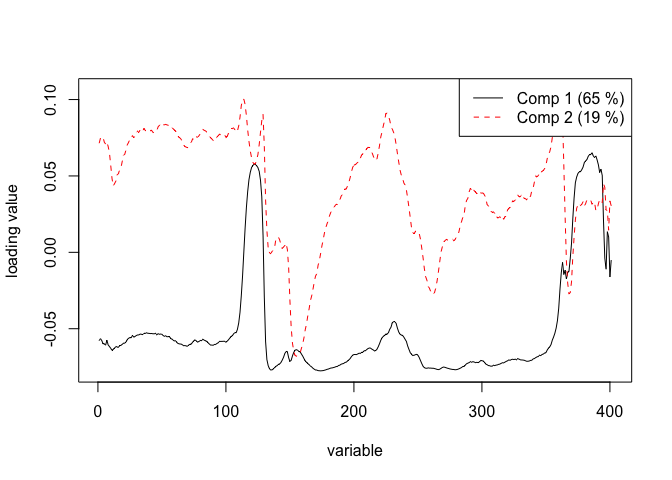 Comp 1 (65 %)
Comp 2 (19 %)
loading value
0.10
0.05
0.00
-0.05
0
100
200
300
400
variable